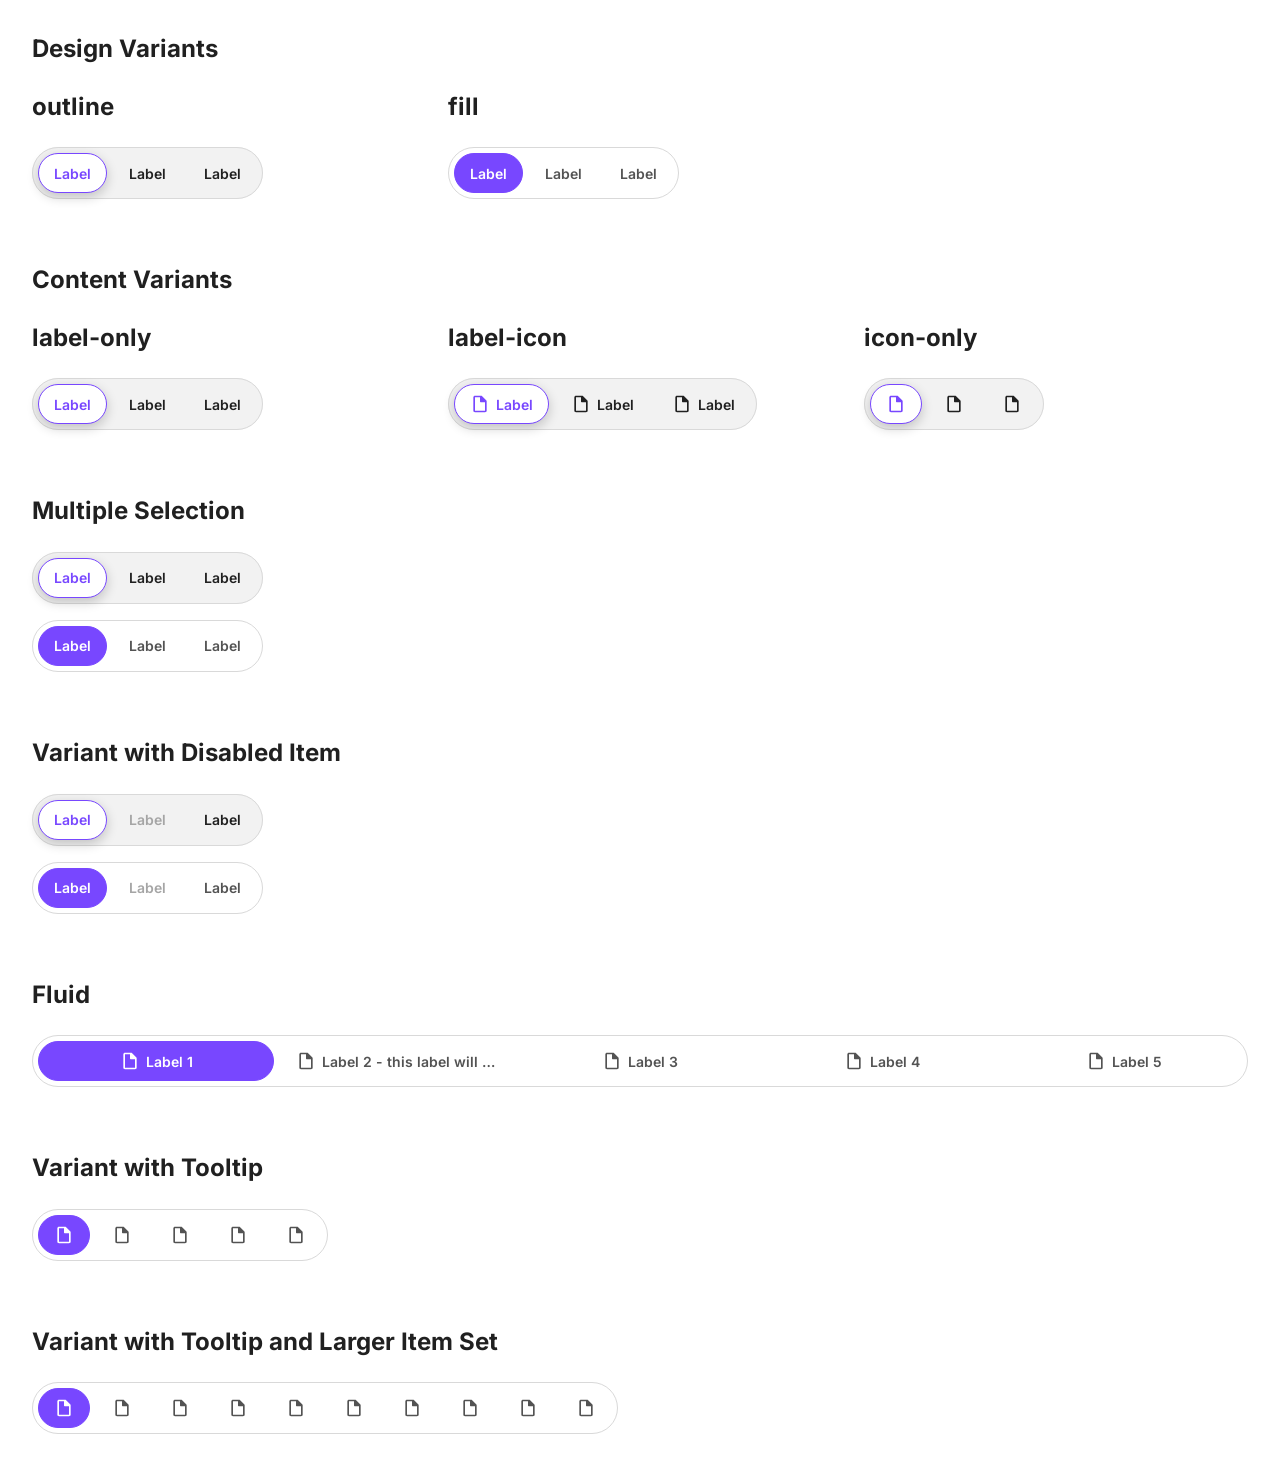 Design Variants
outline fill
Label Label Label Label Label Label
Content Variants
label-only label-icon icon-only
Label Label Label Label Label Label
Multiple Selection
Label Label Label
Label Label Label
Variant with Disabled Item
Label Label Label
Label Label Label
Fluid
Label 1 Label 2 - this label will ... Label 3 Label 4 Label 5
Variant with Tooltip
Variant with Tooltip and Larger Item Set